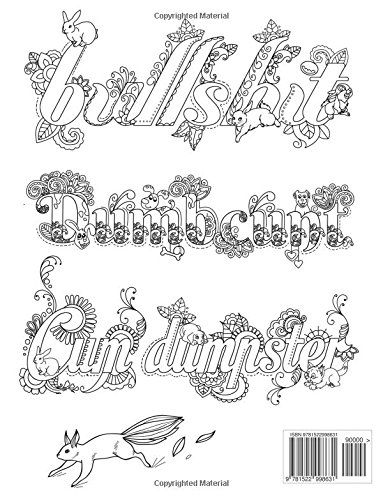 Copyrighted Material
bullshit
Dumbcunt
Cum dumpster
ISBN 9781522998631
90000 >
9 781522 998631
Copyrighted Material